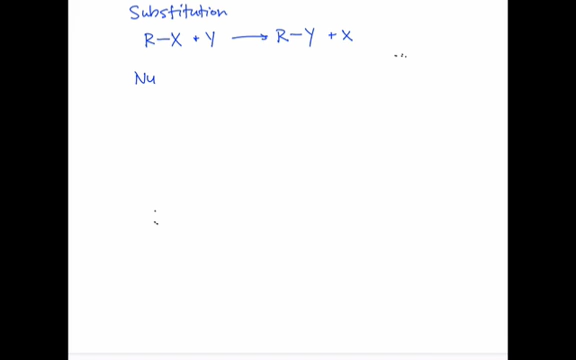 Substitution
R-X + Y → R-Y + X
Nu